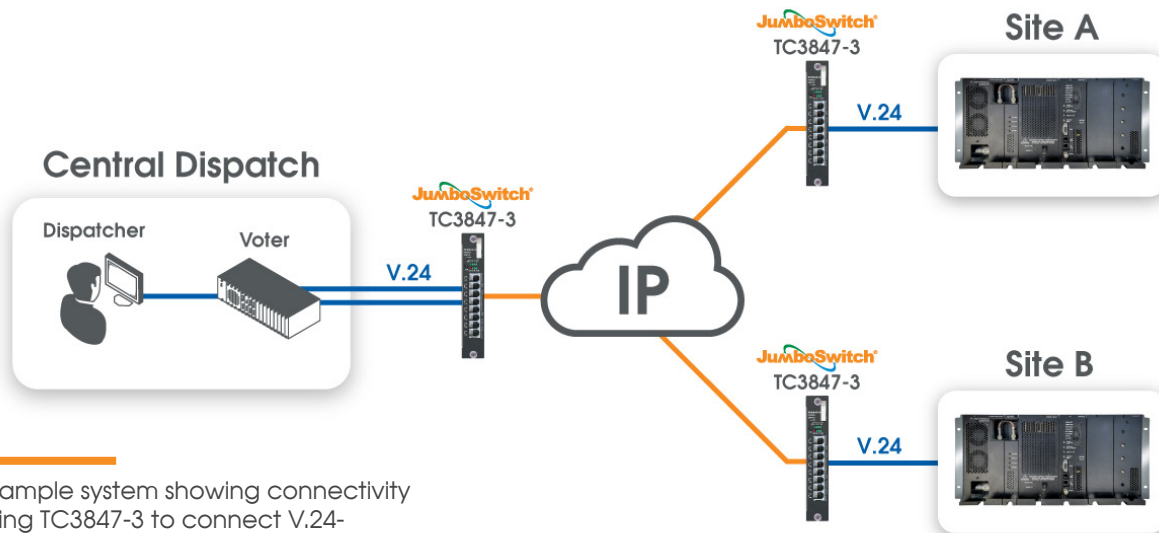 JumboSwitch®
TC3847-3
Site A
V.24
Central Dispatch
JumboSwitch®
TC3847-3
Dispatcher
Voter
V.24
IP
JumboSwitch®
TC3847-3
Site B
V.24
ample system showing connectivity
ing TC3847-3 to connect V.24-